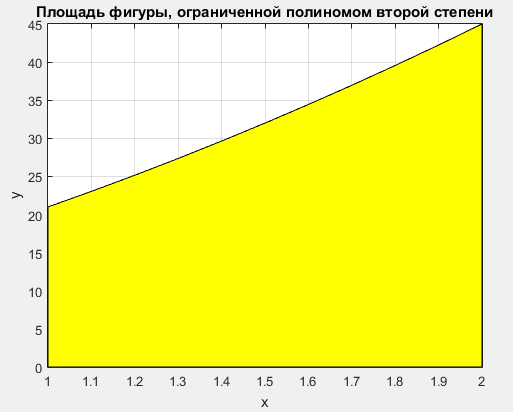 Площадь фигуры, ограниченной полиномом второй степени
45
40
35
30
25
20
15
10
5
0
y
1 1.1 1.2 1.3 1.4 1.5 1.6 1.7 1.8 1.9 2
x